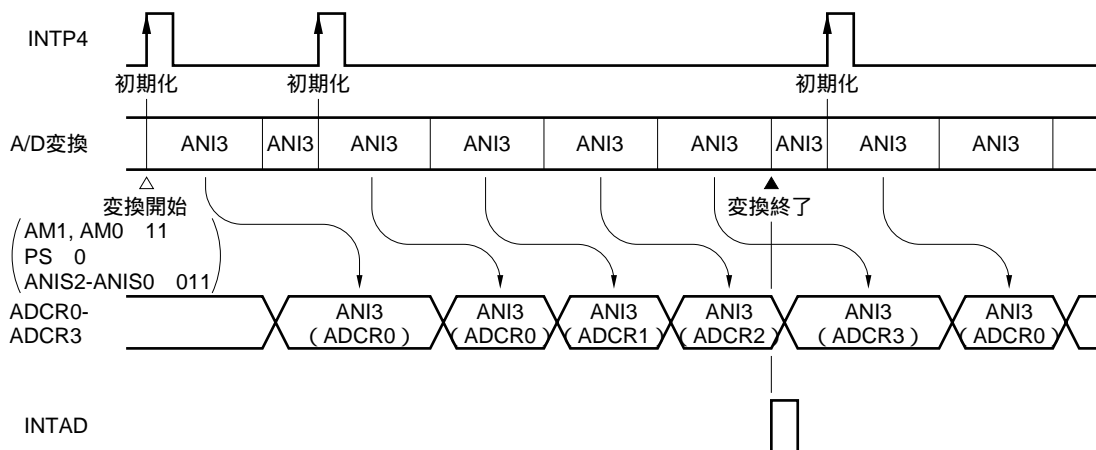 INTP4
初期化 初期化 初期化
A/D変換 ANI3 ANI3 ANI3 ANI3 ANI3 ANI3 ANI3 ANI3 ANI3
△ ▲
変換開始 変換終了
AM1, AM0 11
PS 0
ANIS2-ANIS0 011
ADCR0-
ADCR3
ANI3 ANI3 ANI3 ANI3 ANI3 ANI3
(ADCR0) (ADCR0) (ADCR1) (ADCR2) (ADCR3) (ADCR0)
INTAD